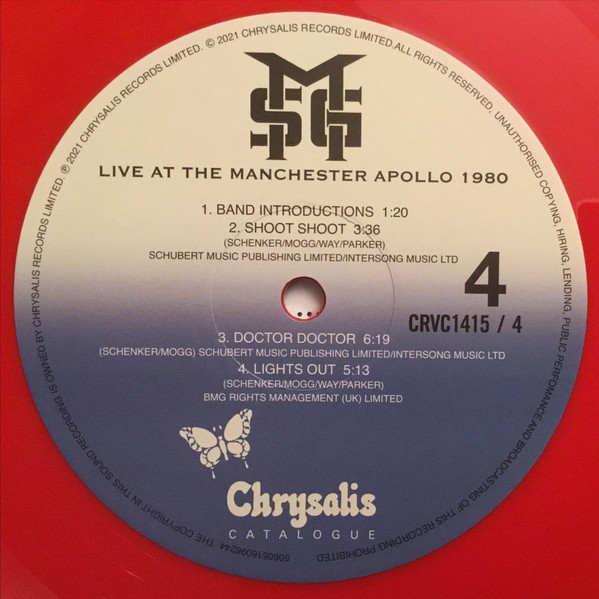 MSG
LIVE AT THE MANCHESTER APOLLO 1980
1. BAND INTRODUCTIONS 1:20
2. SHOOT SHOOT 3:36
(SCHENKER/MOGG/WAY/PARKER)
SCHUBERT MUSIC PUBLISHING LIMITED/INTERSONG MUSIC LTD
4
CRVC1415 / 4
3. DOCTOR DOCTOR 6:19
(SCHENKER/MOGG) SCHUBERT MUSIC PUBLISHING LIMITED/INTERSONG MUSIC LTD
4. LIGHTS OUT 5:13
(SCHENKER/MOGG/WAY/PARKER)
BMG RIGHTS MANAGEMENT (UK) LIMITED
Chrysalis
CATALOGUE
5060516096244 THE COPYRIGHT IN THIS SOUND RECORDING IS OWNED BY CHRYSALIS RECORDS LIMITED. ℗ 2021 CHRYSALIS RECORDS LIMITED. © 2021 CHRYSALIS RECORDS LIMITED.ALL RIGHTS RESERVED, UNAUTHORISED COPYING, HIRING, LENDING, PUBLIC PERFOMANCE AND BROADCASTING OF THIS RECORDING PROHIBITED.